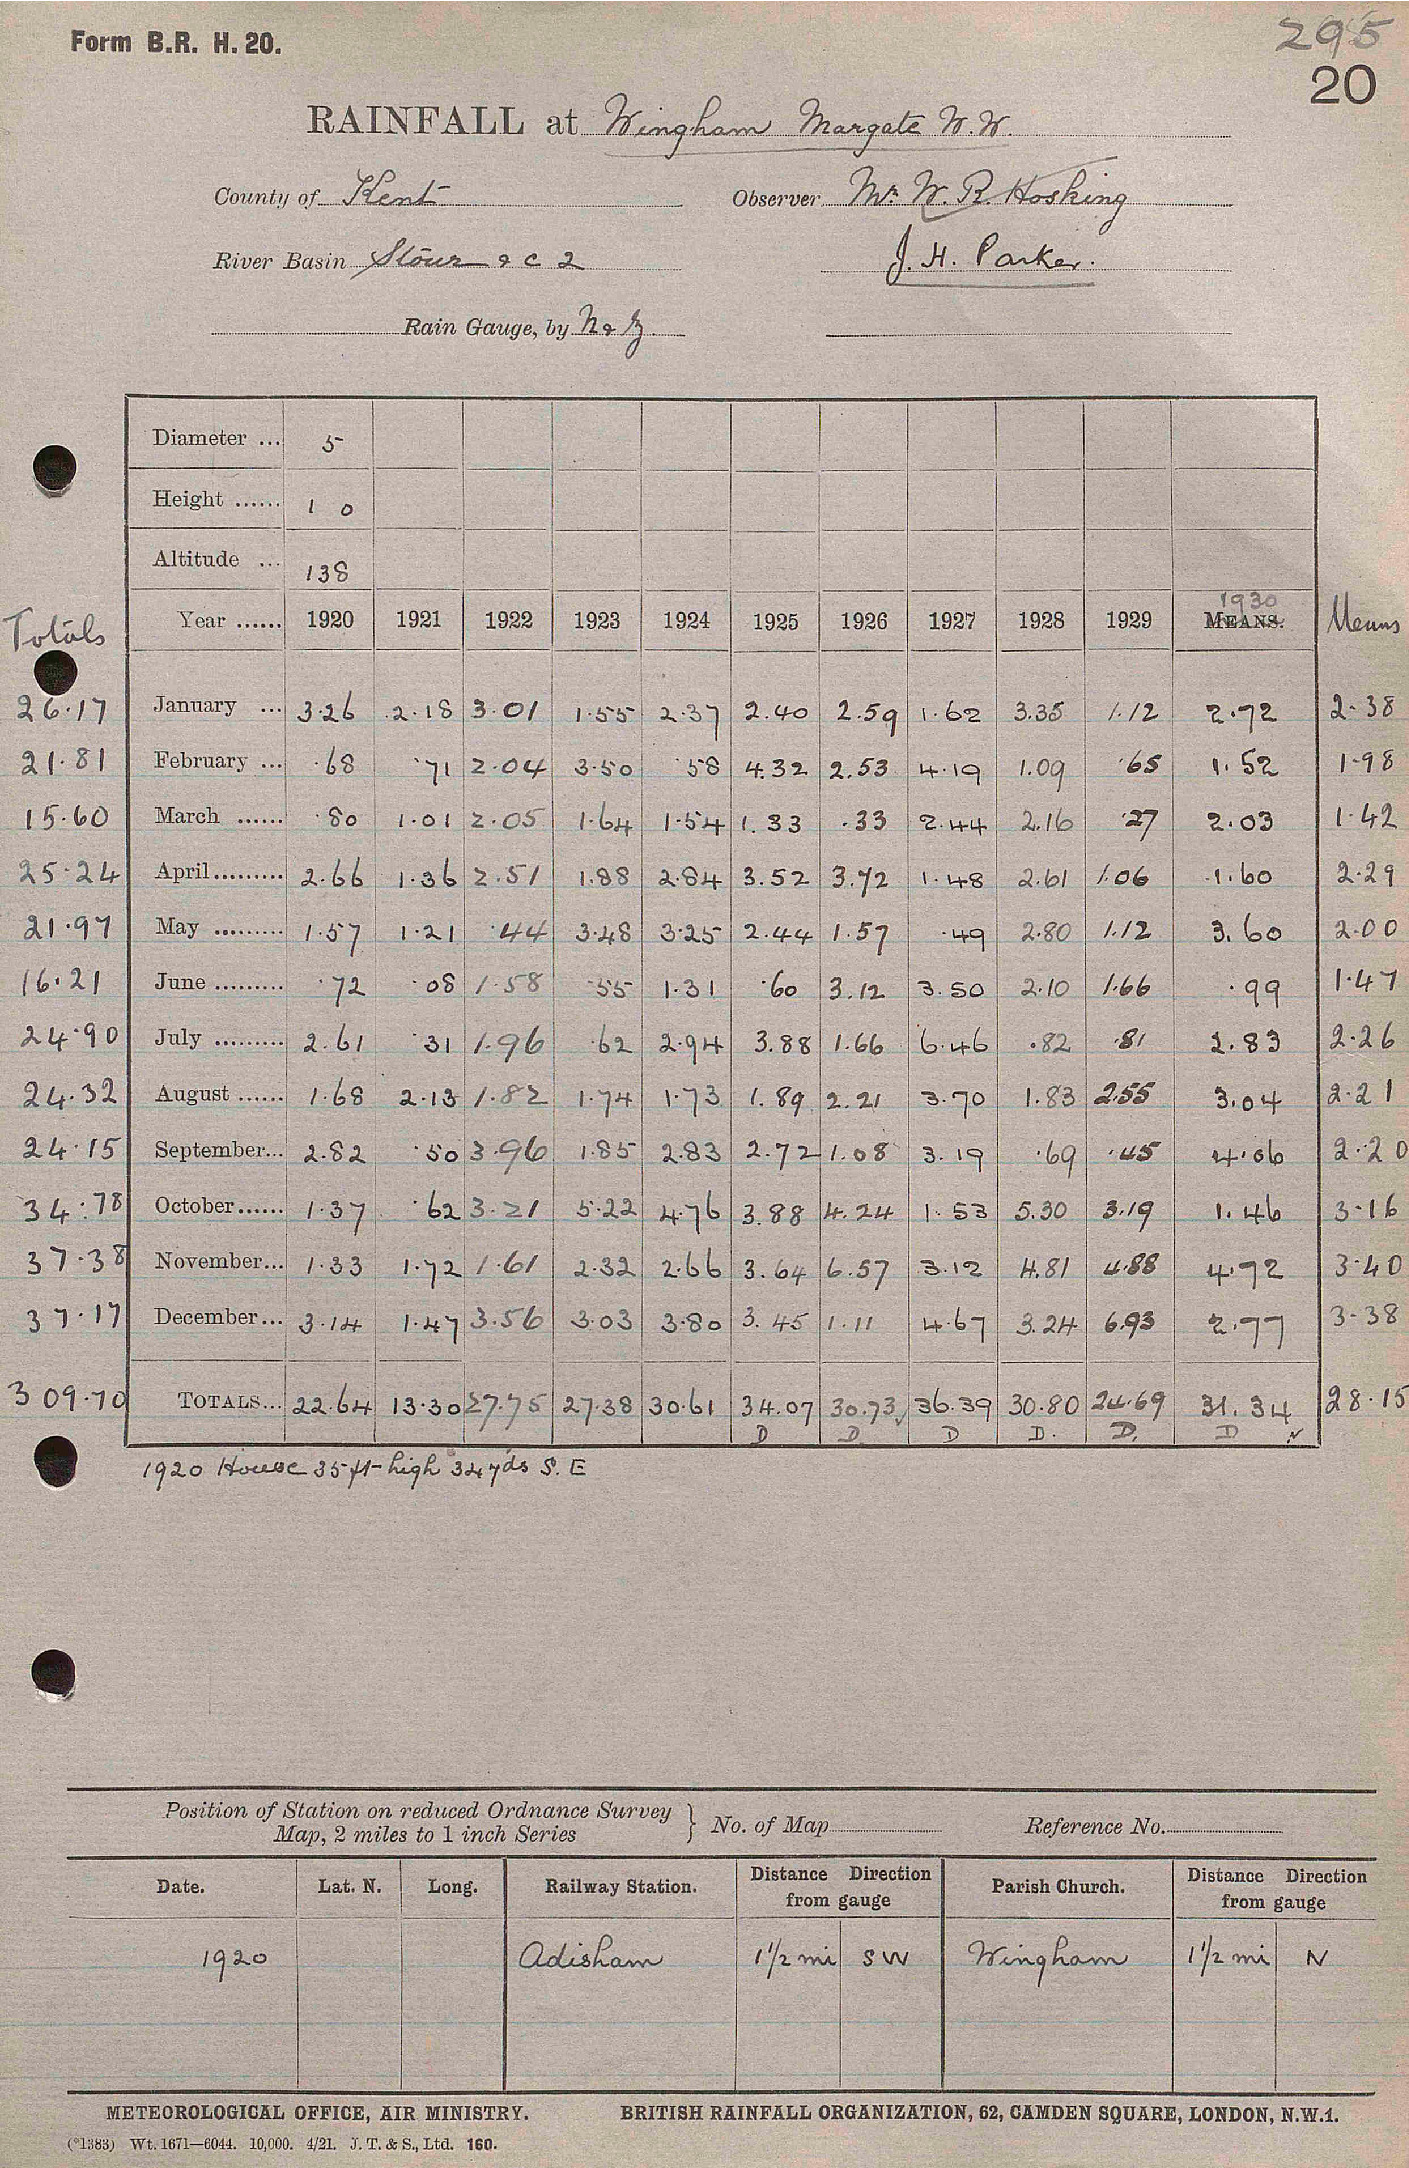 Form B.R. H. 20.
295
20
RAINFALL at Wingham Margate W.W.
County of Kent Observer Mr. W. R. Hosking
River Basin Stour & C 2 J. H. Parker.
Rain Gauge, by N & Z
Diameter ... 5
Height ...... 1 0
Altitude ... 138
Totals Year ...... 1920 1921 1922 1923 1924 1925 1926 1927 1928 1929 1930 MEANS. Means
26.17 January ... 3.26 2.18 3.01 1.55 2.37 2.40 2.59 1.62 3.35 1.12 2.72 2.38
21.81 February ... .68 .71 2.04 3.50 .58 4.32 2.53 4.19 1.09 .65 1.52 1.98
15.60 March ...... .80 1.01 2.05 1.64 1.54 1.33 .33 2.44 2.16 .27 2.03 1.42
25.24 April......... 2.66 1.36 2.51 1.88 2.84 3.52 3.72 1.48 2.61 1.06 1.60 2.29
21.97 May ......... 1.57 1.21 .44 3.48 3.25 2.44 1.57 .49 2.80 1.12 3.60 2.00
16.21 June ......... .72 .08 1.58 .55 1.31 .60 3.12 3.50 2.10 1.66 .99 1.47
24.90 July ......... 2.61 .31 1.96 .62 2.94 3.88 1.66 6.46 .82 .81 2.83 2.26
24.32 August ...... 1.68 2.13 1.82 1.74 1.73 1.89 2.21 3.70 1.83 2.55 3.04 2.21
24.15 September... 2.82 .50 3.96 1.85 2.83 2.72 1.08 3.19 .69 .45 4.06 2.20
34.78 October...... 1.37 .62 3.21 5.22 4.76 3.88 4.24 1.53 5.30 3.19 1.46 3.16
37.38 November... 1.33 1.72 1.61 2.32 2.66 3.64 6.57 3.12 4.81 4.88 4.72 3.40
37.17 December... 3.14 1.47 3.56 3.03 3.80 3.45 1.11 4.67 3.24 6.93 2.77 3.38
309.70 TOTALS... 22.64 13.30 27.75 27.38 30.61 34.07 30.73 36.39 30.80 24.69 31.34 28.15
D D D D. D. D N
1920 House 35 ft high 34 yds S. E
Position of Station on reduced Ordnance Survey
Map, 2 miles to 1 inch Series } No. of Map Reference No.
Date. Lat. N. Long. Railway Station. Distance Direction from gauge Parish Church. Distance Direction from gauge
1920 Adisham 1 1/2 mi SW Wingham 1 1/2 mi N
METEOROLOGICAL OFFICE, AIR MINISTRY. BRITISH RAINFALL ORGANIZATION, 62, CAMDEN SQUARE, LONDON, N.W.1.
(*1383) Wt. 1671—6044. 10,000. 4/21. J. T. & S., Ltd. 160.